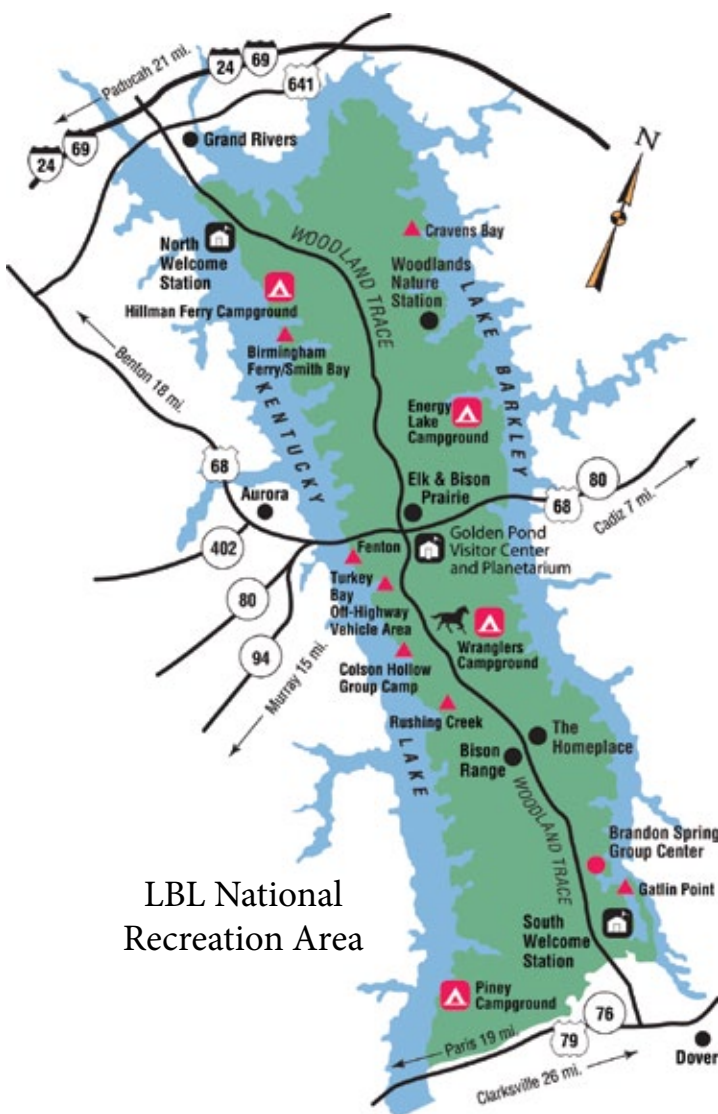 Paducah 21 mi.
24
69
641
24
69
Grand Rivers
N
North
Welcome
Station
WOODLAND TRACE
Cravens Bay
Woodlands
Nature
Station
Hillman Ferry Campground
Birmingham
Ferry/Smith Bay
LAKE BARKLEY
Benton 18 mi.
KENTUCKY
Energy
Lake
Campground
68
Aurora
Elk & Bison
Prairie
80
68
Cadiz 7 mi.
402
Fenton
Golden Pond
Visitor Center
and Planetarium
Turkey
Bay
Off-Highway
Vehicle Area
80
94
Murray 15 mi.
Wranglers
Campground
Colson Hollow
Group Camp
Rushing Creek
The
Homeplace
LAKE
Bison
Range
WOODLAND TRACE
Brandon Spring
Group Center
Gatlin Point
LBL National
Recreation Area
South
Welcome
Station
Piney
Campground
76
79
Paris 19 mi.
Dover
Clarksville 26 mi.